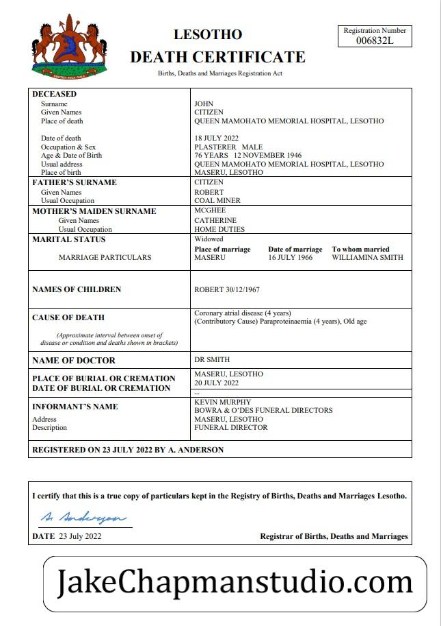 LESOTHO
DEATH CERTIFICATE
Births, Deaths and Marriages Registration Act
Registration Number
006832L
DECEASED
Surname JOHN
Given Names CITIZEN
Place of death QUEEN MAMOHATO MEMORIAL HOSPITAL, LESOTHO
Date of death 18 JULY 2022
Occupation & Sex PLASTERER MALE
Age & Date of Birth 76 YEARS 12 NOVEMBER 1946
Usual address QUEEN MAMOHATO MEMORIAL HOSPITAL, LESOTHO
Place of birth MASERU, LESOTHO
FATHER'S SURNAME CITIZEN
Given Names ROBERT
Usual Occupation COAL MINER
MOTHER'S MAIDEN SURNAME MCGHEE
Given Names CATHERINE
Usual Occupation HOME DUTIES
MARITAL STATUS Widowed
Place of marriage Date of marriage To whom married
MARRIAGE PARTICULARS MASERU 16 JULY 1966 WILLIAMINA SMITH
NAMES OF CHILDREN ROBERT 30/12/1967
CAUSE OF DEATH Coronary atrial disease (4 years)
(Contributory Cause) Paraproteinaemia (4 years), Old age
(Approximate interval between onset of
disease or condition and deaths shown in brackets)
NAME OF DOCTOR DR SMITH
PLACE OF BURIAL OR CREMATION MASERU, LESOTHO
DATE OF BURIAL OR CREMATION 20 JULY 2022
--
INFORMANT'S NAME KEVIN MURPHY
BOWRA & O'DES FUNERAL DIRECTORS
Address MASERU, LESOTHO
Description FUNERAL DIRECTOR
REGISTERED ON 23 JULY 2022 BY A. ANDERSON
I certify that this is a true copy of particulars kept in the Registry of Births, Deaths and Marriages Lesotho.
A. Anderson
DATE 23 July 2022 Registrar of Births, Deaths and Marriages
JakeChapmanstudio.com